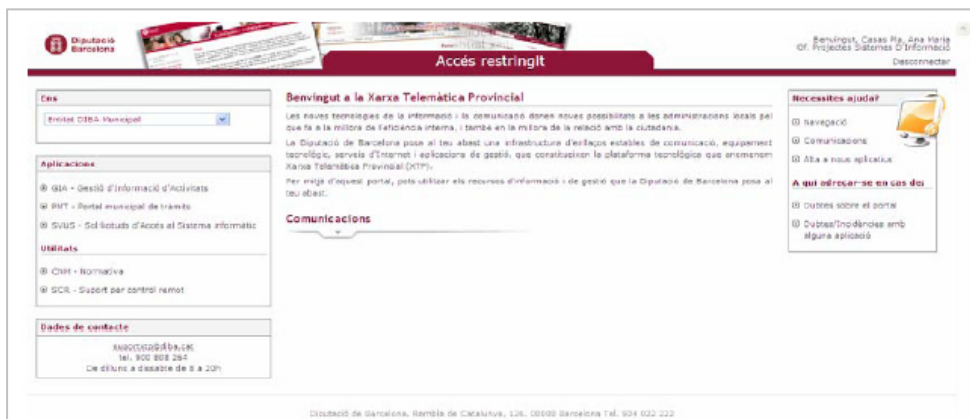 Diputació
Barcelona
Accés restringit
Benvingut, Casas Pla, Ana Maria
Of. Projectes Sistemes D'Informació
Desconnectar
Ens
Entitat DIBA Municipal
Aplicacions
GIA - Gestió d'Informació d'Activitats
PMT - Portal municipal de tràmits
SVUS - Sol·licituds d'Accés al Sistema informàtic
Utilitats
CNM - Normativa
SCR - Suport per control remot
Dades de contacte
tel. 900 808 264
De dilluns a dissabte de 8 a 20h
Benvingut a la Xarxa Telemàtica Provincial
Les noves tecnologies de la informació i la comunicació donen noves possibilitats a les administracions locals pel
que fa a la millora de l'eficiència interna, i també en la millora de la relació amb la ciutadania.
La Diputació de Barcelona posa al teu abast una infrastructura d'enllaços estables de comunicació, equipament
tecnològic, serveis d'Internet i aplicacions de gestió, que constitueixen la plataforma tecnològica que anomenem
Xarxa Telemàtica Provincial (XTP).
Per mitjà d'aquest portal, pots utilitzar els recursos d'informació i de gestió que la Diputació de Barcelona posa al
teu abast.
Comunicacions
Necessites ajuda?
Navegació
Comunicacions
Alta a nous aplicatius
A qui adreçar-se en cas de:
Dubtes sobre el portal
Dubtes/Incidències amb
alguna aplicació
Diputació de Barcelona. Rambla de Catalunya, 126. 08008 Barcelona Tel. 934 022 222